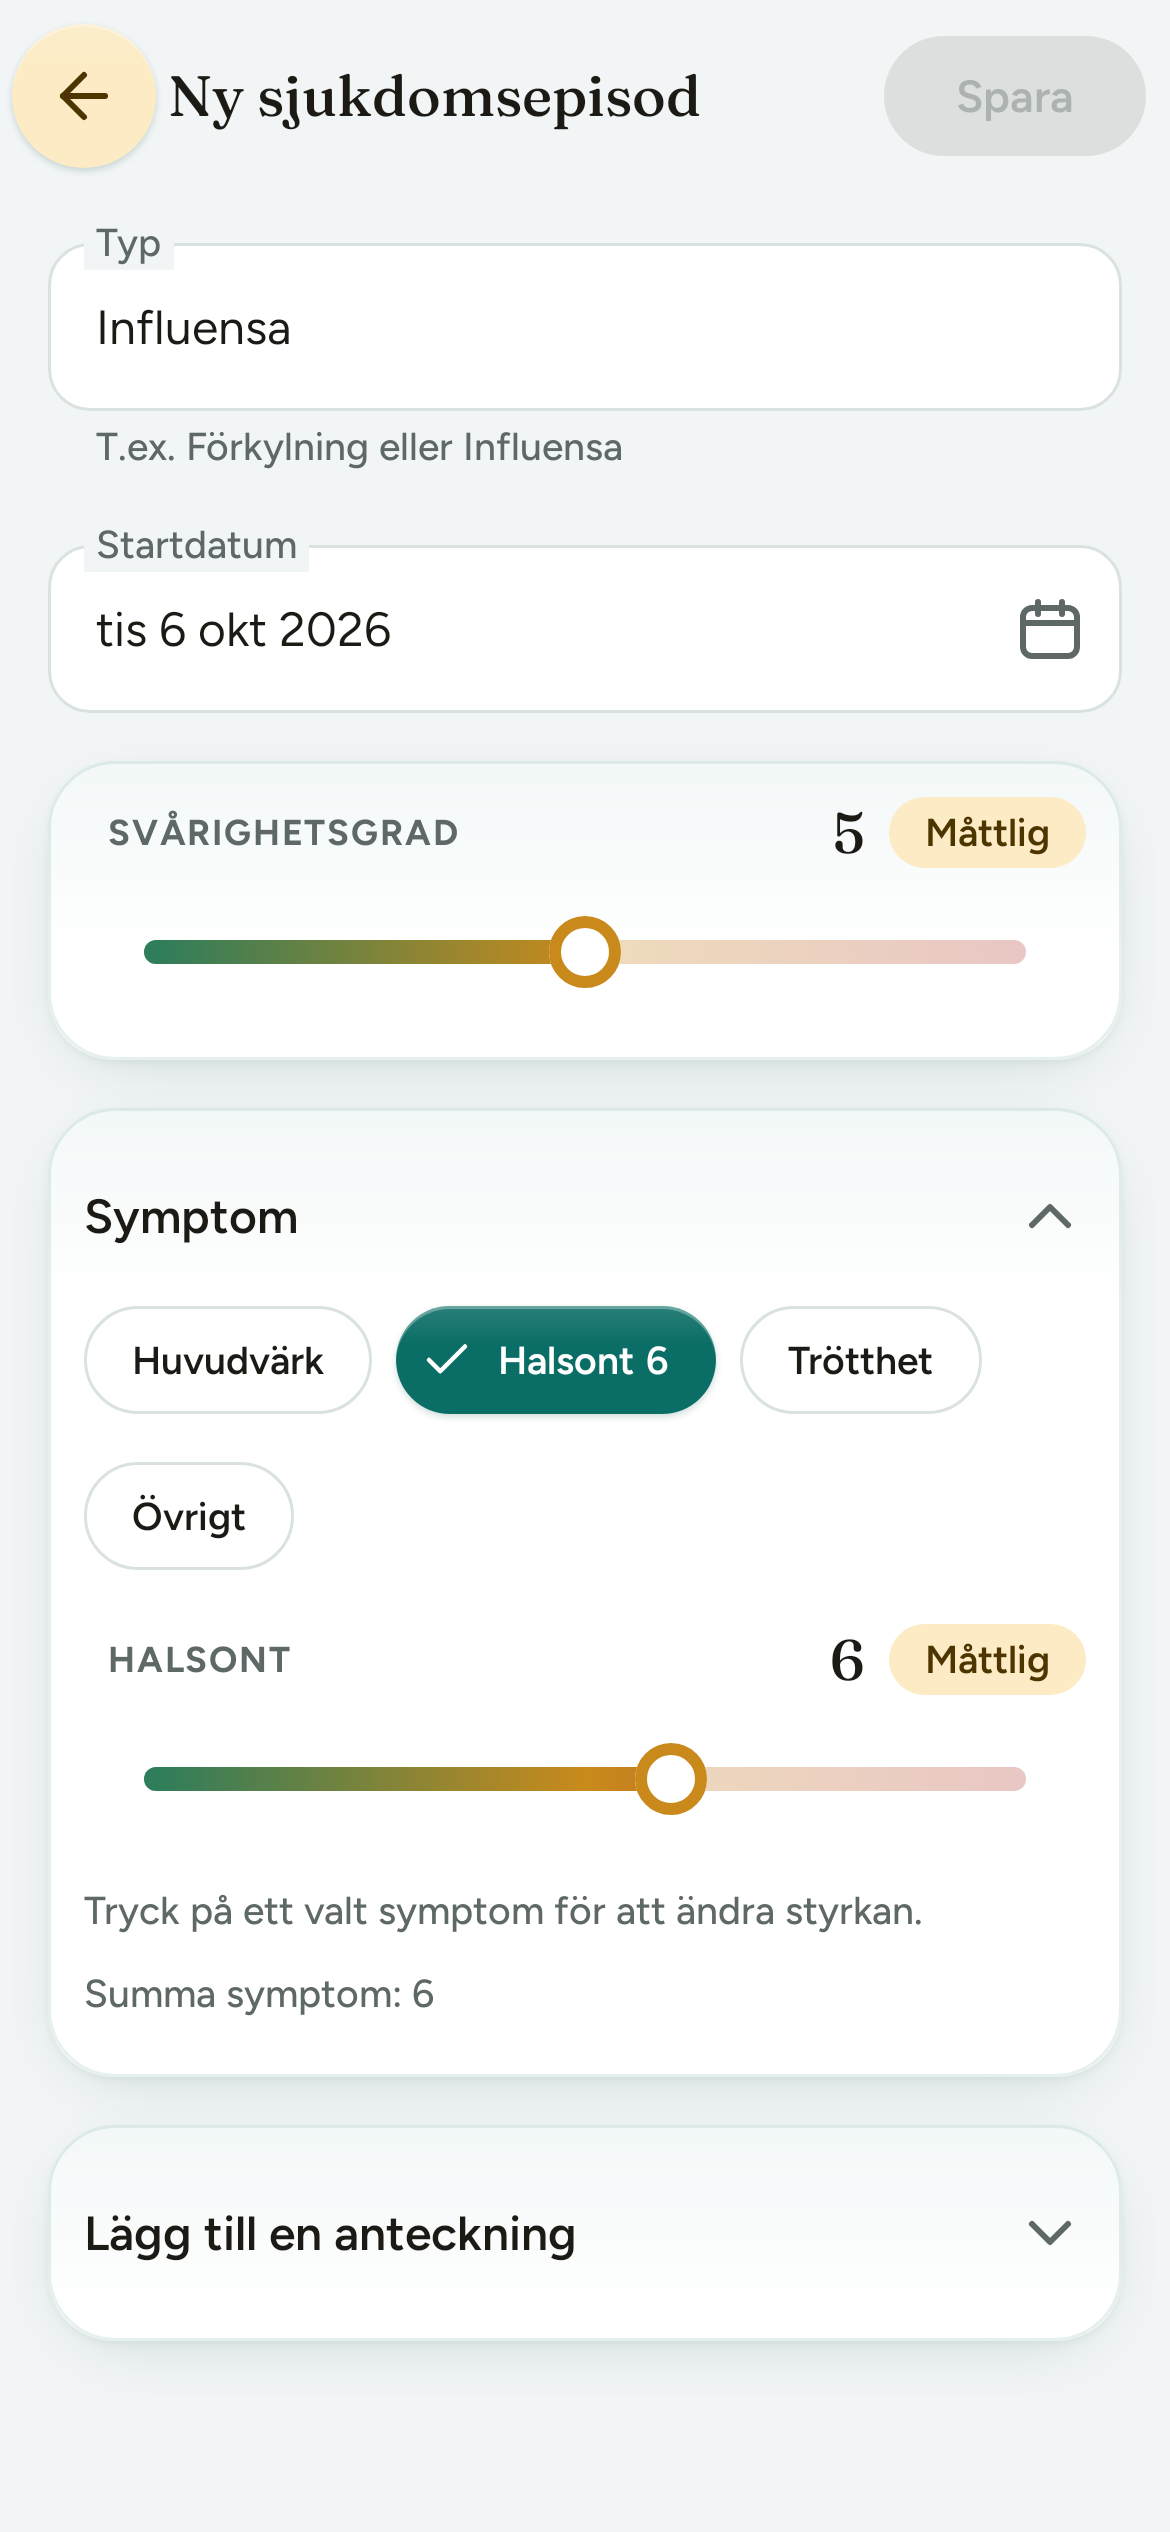 Ny sjukdomsepisod
Spara
Typ
Influensa
T.ex. Förkylning eller Influensa
Startdatum
tis 6 okt 2026
SVÅRIGHETSGRAD
5
Måttlig
Symptom
Huvudvärk
Halsont 6
Trötthet
Övrigt
HALSONT
6
Måttlig
Tryck på ett valt symptom för att ändra styrkan.
Summa symptom: 6
Lägg till en anteckning